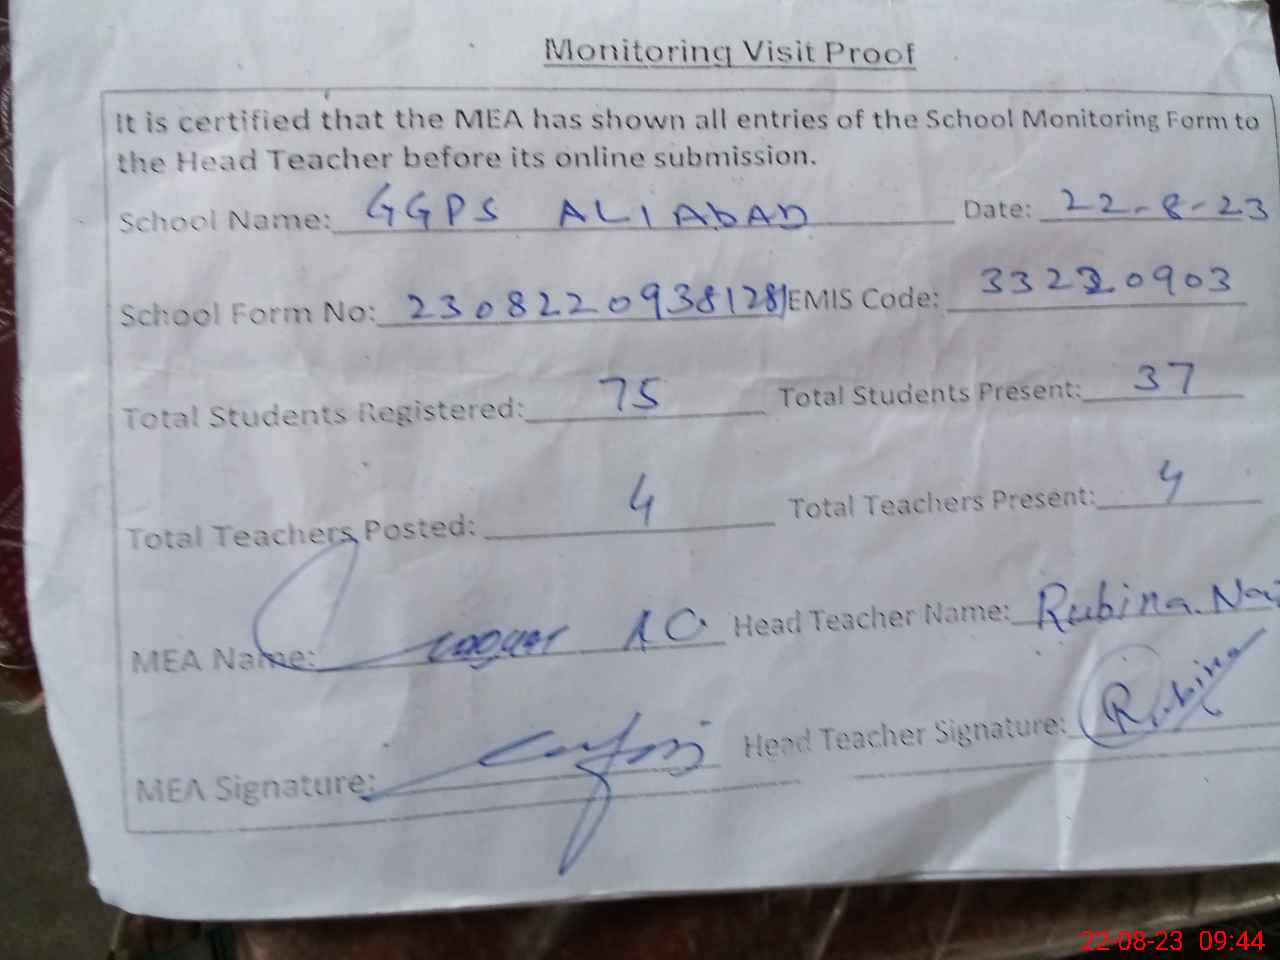 Monitoring Visit Proof
It is certified that the MEA has shown all entries of the School Monitoring Form to
the Head Teacher before its online submission.
School Name: GGPS ALIAbAD Date: 22-8-23
School Form No: 23082209381281 EMIS Code: 33220903
Total Students Registered: 75 Total Students Present: 37
Total Teachers Posted: 4 Total Teachers Present: 4
MEA Name: Head Teacher Name: Rubina
MEA Signature: Head Teacher Signature: Rubina
22-08-23 09:44